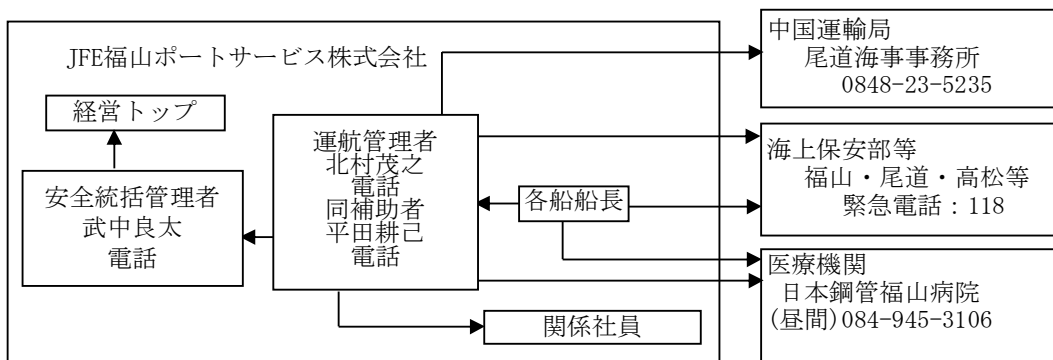 JFE福山ポートサービス株式会社
経営トップ
安全統括管理者
武中良太
電話
運航管理者
北村茂之
電話
同補助者
平田耕己
電話
各船船長
関係社員
中国運輸局
尾道海事事務所
0848-23-5235
海上保安部等
福山・尾道・高松等
緊急電話：118
医療機関
日本鋼管福山病院
(昼間)084-945-3106